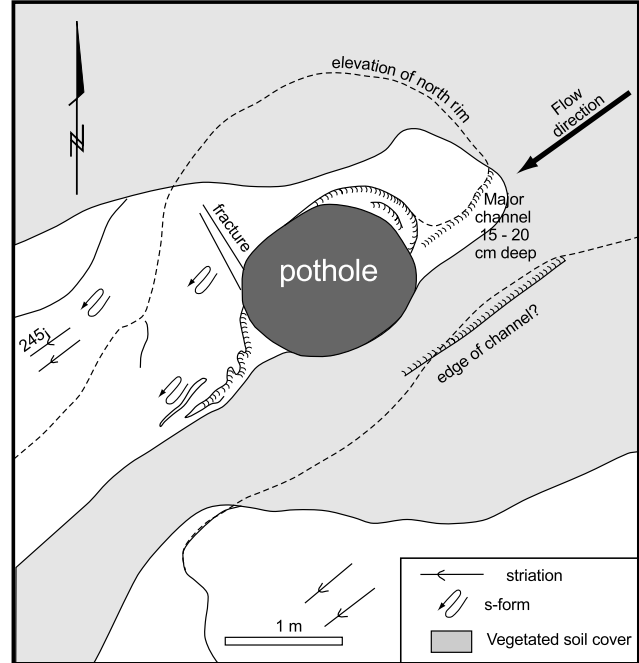 elevation of north rim
Flow
direction
N
Major
channel
15 - 20
cm deep
fracture
pothole
245j
edge of channel?
striation
s-form
1 m
Vegetated soil cover